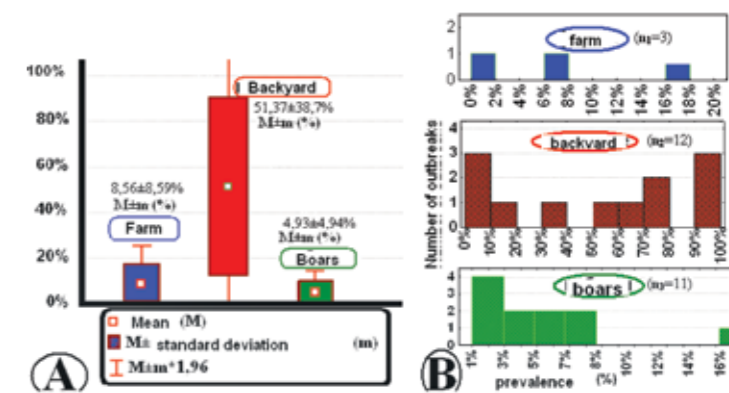 100%
80%
60%
40%
20%
0%
Backyard
51,37±38,7%
M±m (%)
8,56±8,59%
M±m (%)
Farm
4,93±4,94%
M±m (%)
Boars
Mean (M)
M± standard deviation (m)
M±m*1,96
A
2
1
0
farm (n₁=3)
0% 2% 4% 6% 8% 10% 12% 14% 16% 18% 20%
Number of outbreaks
4
3
2
1
0
backyard (n₂=12)
0% 10% 20% 30% 40% 50% 60% 70% 80% 90% 100%
4
3
2
1
0
boars (n₃=11)
1% 3% 5% 7% 8% 10% 12% 14% 16%
prevalence (%)
B